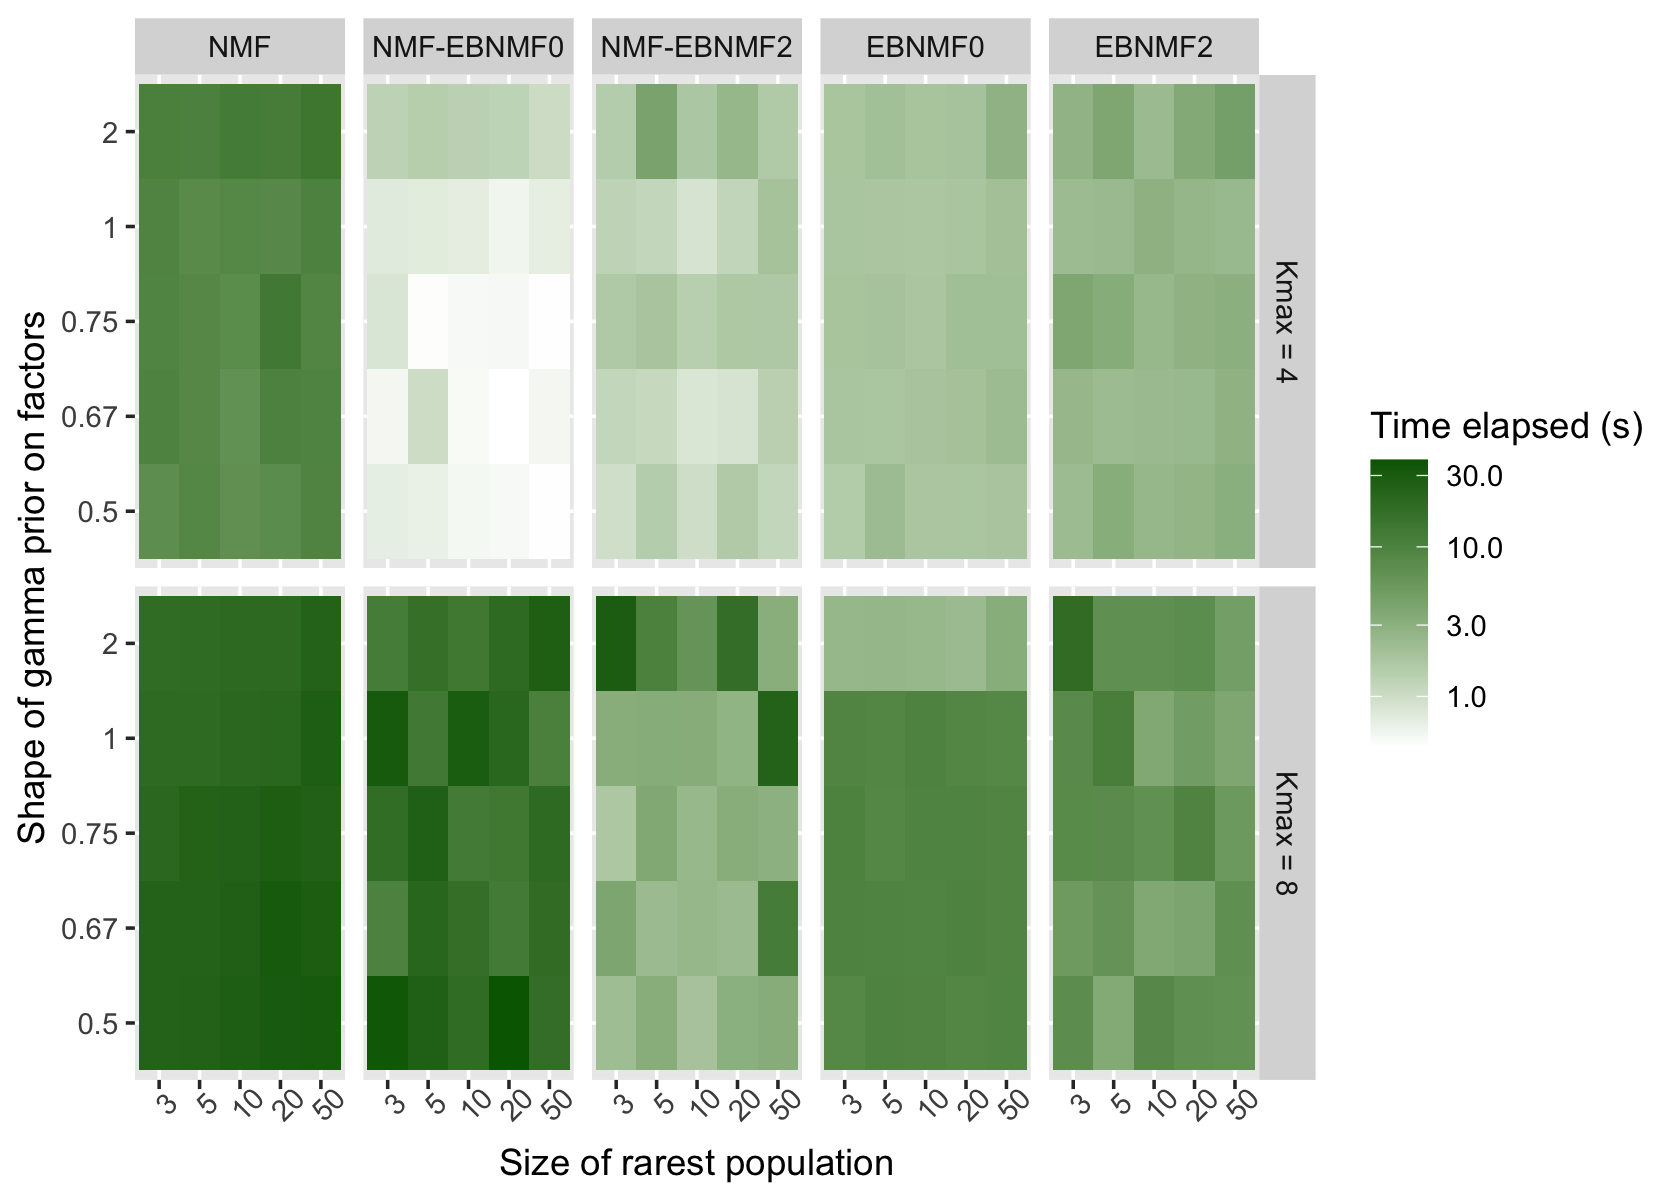 NMF NMF-EBNMF0 NMF-EBNMF2 EBNMF0 EBNMF2
Shape of gamma prior on factors
2
1
0.75
0.67
0.5
Kmax = 4
2
1
0.75
0.67
0.5
Kmax = 8
3 5 10 20 50 3 5 10 20 50 3 5 10 20 50 3 5 10 20 50 3 5 10 20 50
Size of rarest population
Time elapsed (s)
30.0
10.0
3.0
1.0